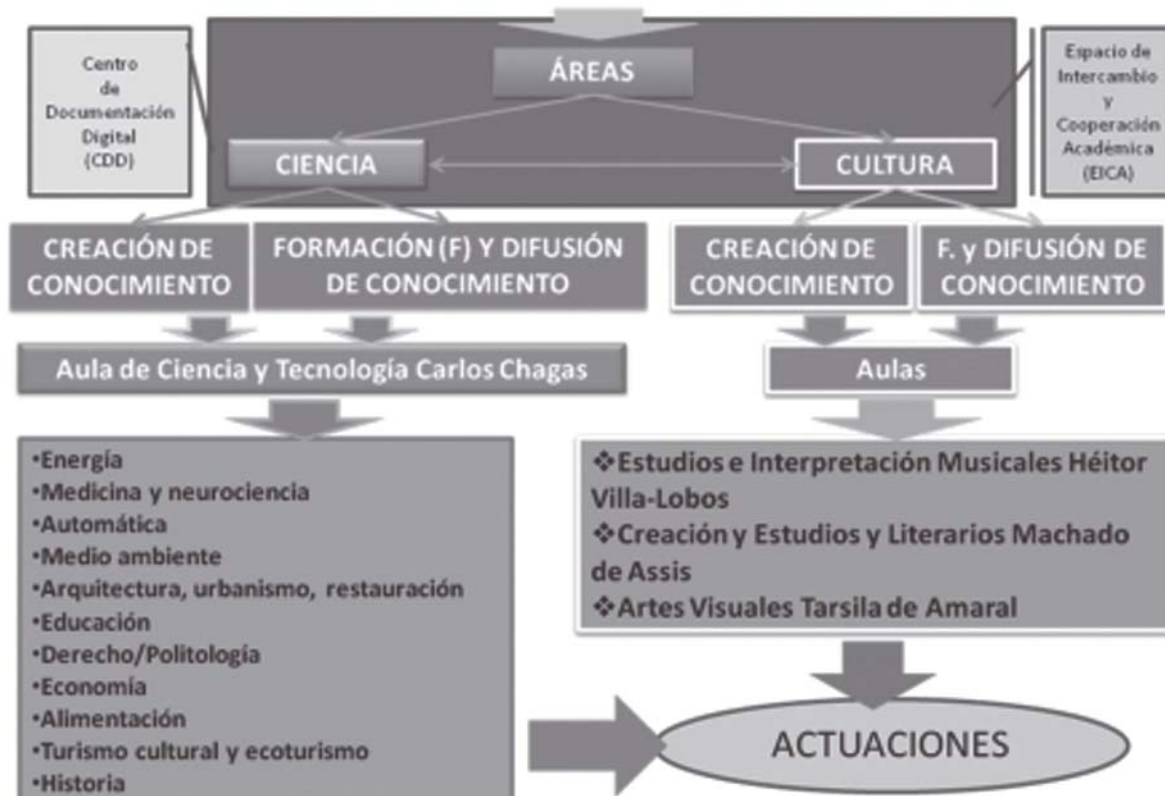 Centro
de
Documentación
Digital
(CDD)
ÁREAS
Espacio de
Intercambio
y
Cooperación
Académica
(EICA)
CIENCIA
CULTURA
CREACIÓN DE
CONOCIMIENTO
FORMACIÓN (F) Y DIFUSIÓN
DE CONOCIMIENTO
CREACIÓN DE
CONOCIMIENTO
F. y DIFUSIÓN DE
CONOCIMIENTO
Aula de Ciencia y Tecnología Carlos Chagas
Aulas
•Energía
•Medicina y neurociencia
•Automática
•Medio ambiente
•Arquitectura, urbanismo, restauración
•Educación
•Derecho/Politología
•Economía
•Alimentación
•Turismo cultural y ecoturismo
•Historia
❖Estudios e Interpretación Musicales Héitor
Villa-Lobos
❖Creación y Estudios y Literarios Machado
de Assis
❖Artes Visuales Tarsila de Amaral
ACTUACIONES